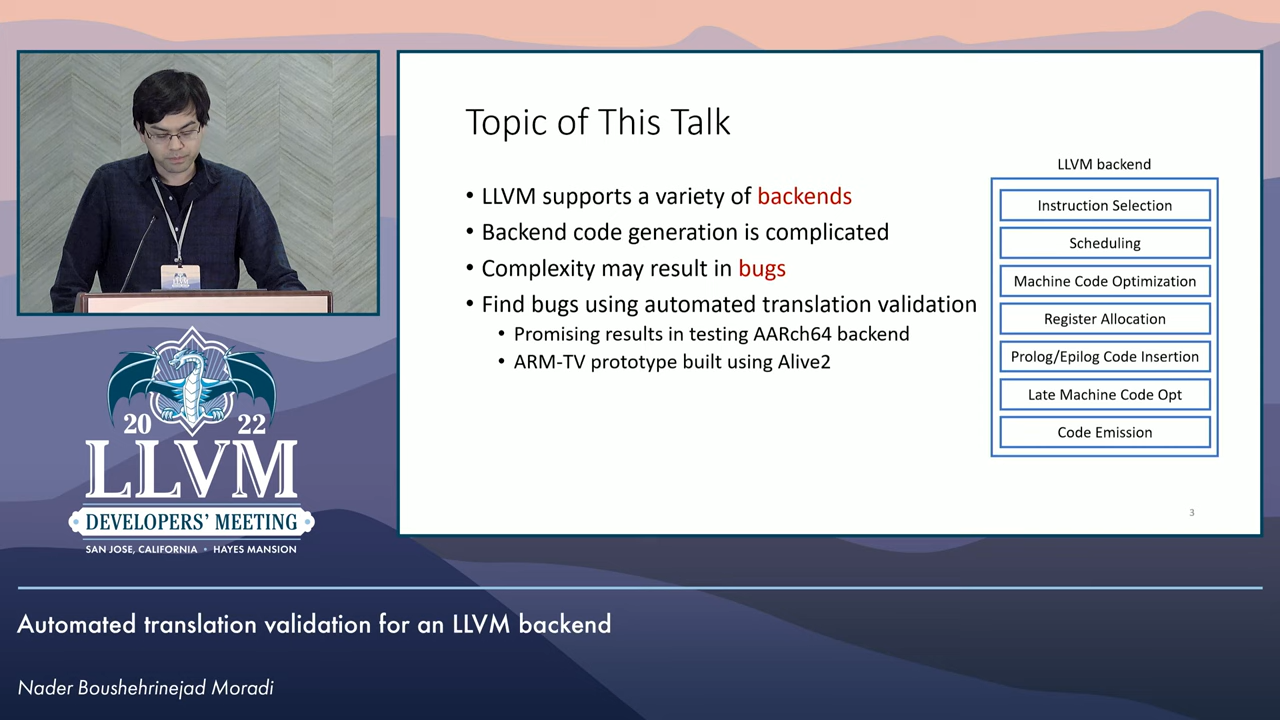 Topic of This Talk
• LLVM supports a variety of backends
• Backend code generation is complicated
• Complexity may result in bugs
• Find bugs using automated translation validation
• Promising results in testing AARch64 backend
• ARM-TV prototype built using Alive2
LLVM backend
Instruction Selection
Scheduling
Machine Code Optimization
Register Allocation
Prolog/Epilog Code Insertion
Late Machine Code Opt
Code Emission
3
20 22
LLVM
DEVELOPERS' MEETING
SAN JOSE, CALIFORNIA • HAYES MANSION
Automated translation validation for an LLVM backend
Nader Boushehrinejad Moradi